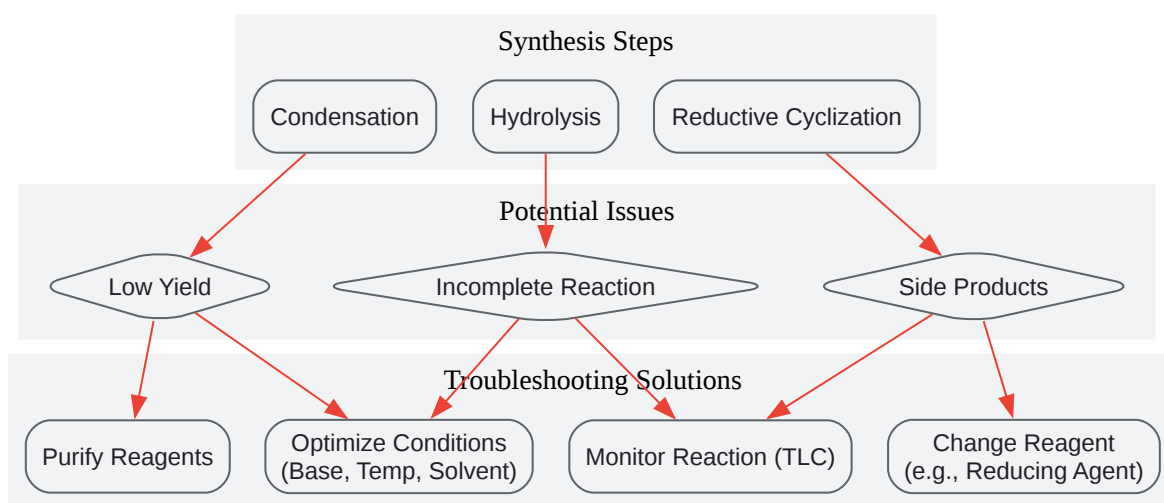 Synthesis Steps
Condensation
Hydrolysis
Reductive Cyclization
Potential Issues
Low Yield
Incomplete Reaction
Side Products
Troubleshooting Solutions
Purify Reagents
Optimize Conditions
(Base, Temp, Solvent)
Monitor Reaction (TLC)
Change Reagent
(e.g., Reducing Agent)